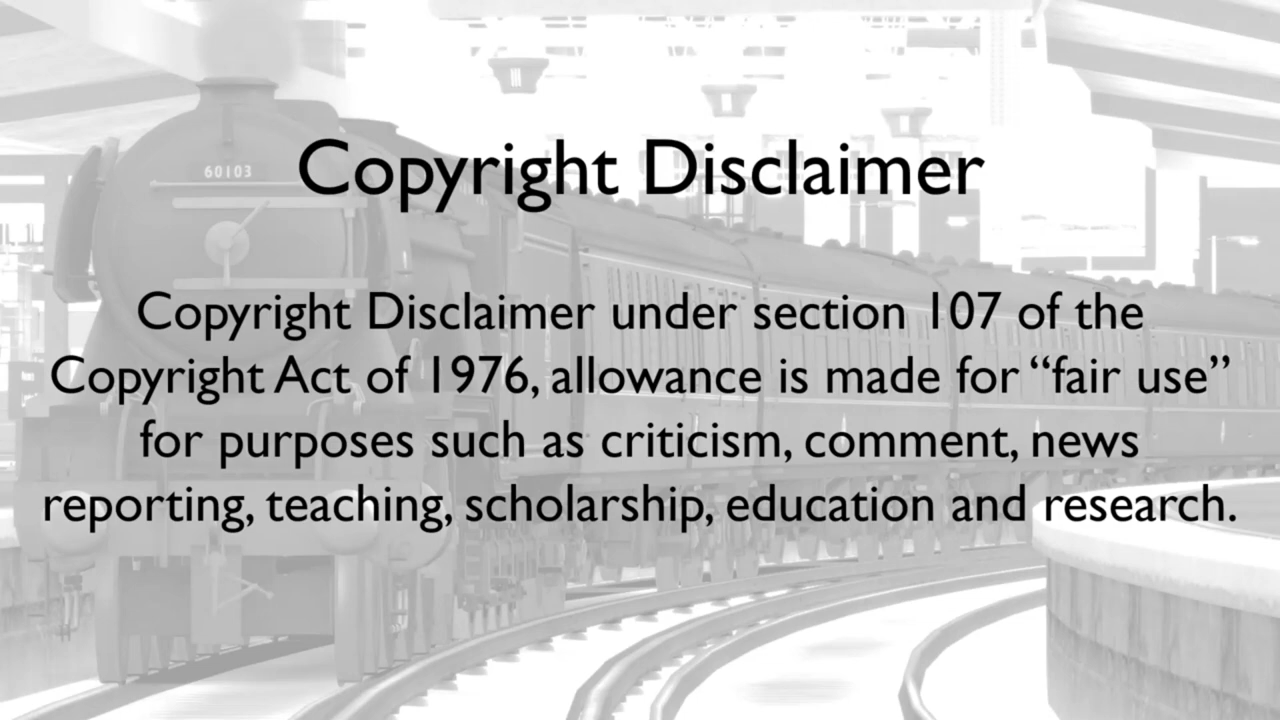 60103
Copyright Disclaimer
Copyright Disclaimer under section 107 of the
Copyright Act of 1976, allowance is made for “fair use”
for purposes such as criticism, comment, news
reporting, teaching, scholarship, education and research.